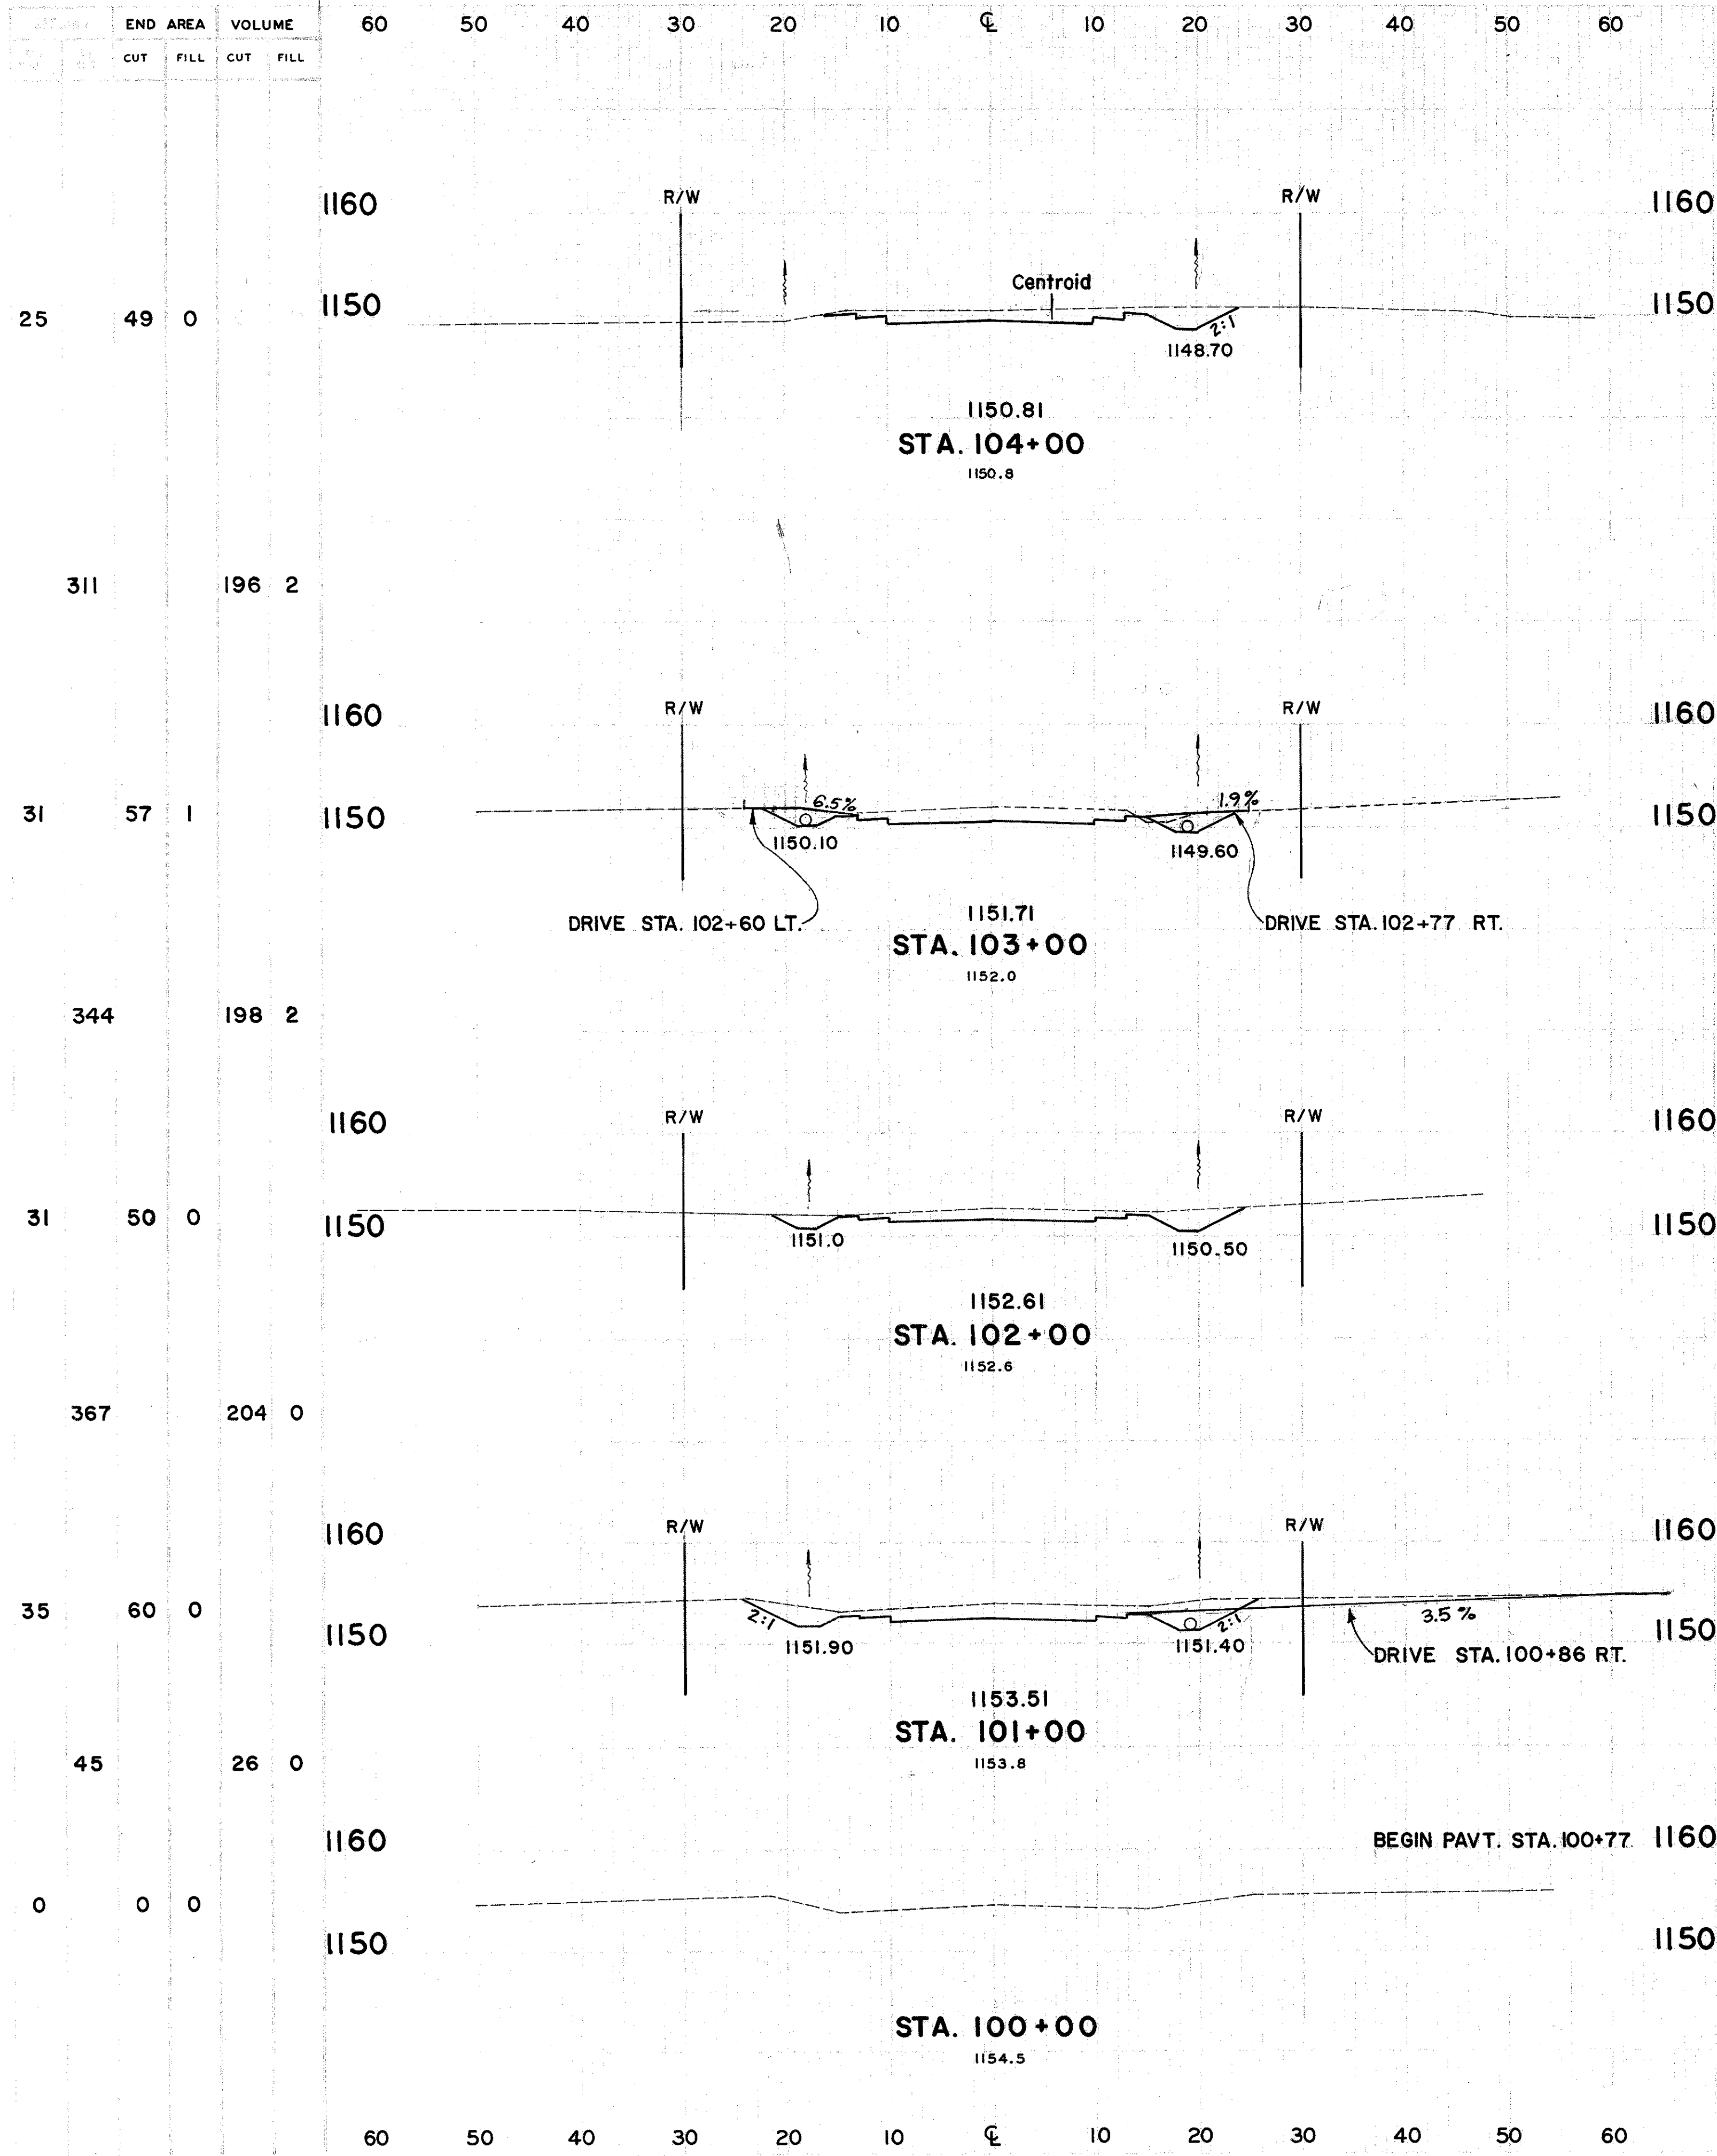 END AREA VOLUME
CUT FILL CUT FILL
60 50 40 30 20 10 ℄ 10 20 30 40 50 60
R/W R/W
1160 1160
Centroid
25 49 0 1150 1150
2:1
1148.70
1150.81
STA. 104+00
1150.8
311 196 2
R/W R/W
1160 1160
6.5% 1.9%
31 57 1 1150 1150
1150.10 1149.60
DRIVE STA. 102+60 LT. DRIVE STA. 102+77 RT.
1151.71
STA. 103+00
1152.0
344 198 2
R/W R/W
1160 1160
31 50 0 1150 1150
1151.0 1150.50
1152.61
STA. 102+00
1152.6
367 204 0
R/W R/W
1160 1160
35 60 0 2:1 2:1 3.5%
1150 1150
1151.90 1151.40
DRIVE STA. 100+86 RT.
1153.51
STA. 101+00
1153.8
45 26 0
1160 BEGIN PAVT. STA. 100+77 1160
0 0 0
1150 1150
STA. 100+00
1154.5
60 50 40 30 20 10 ℄ 10 20 30 40 50 60